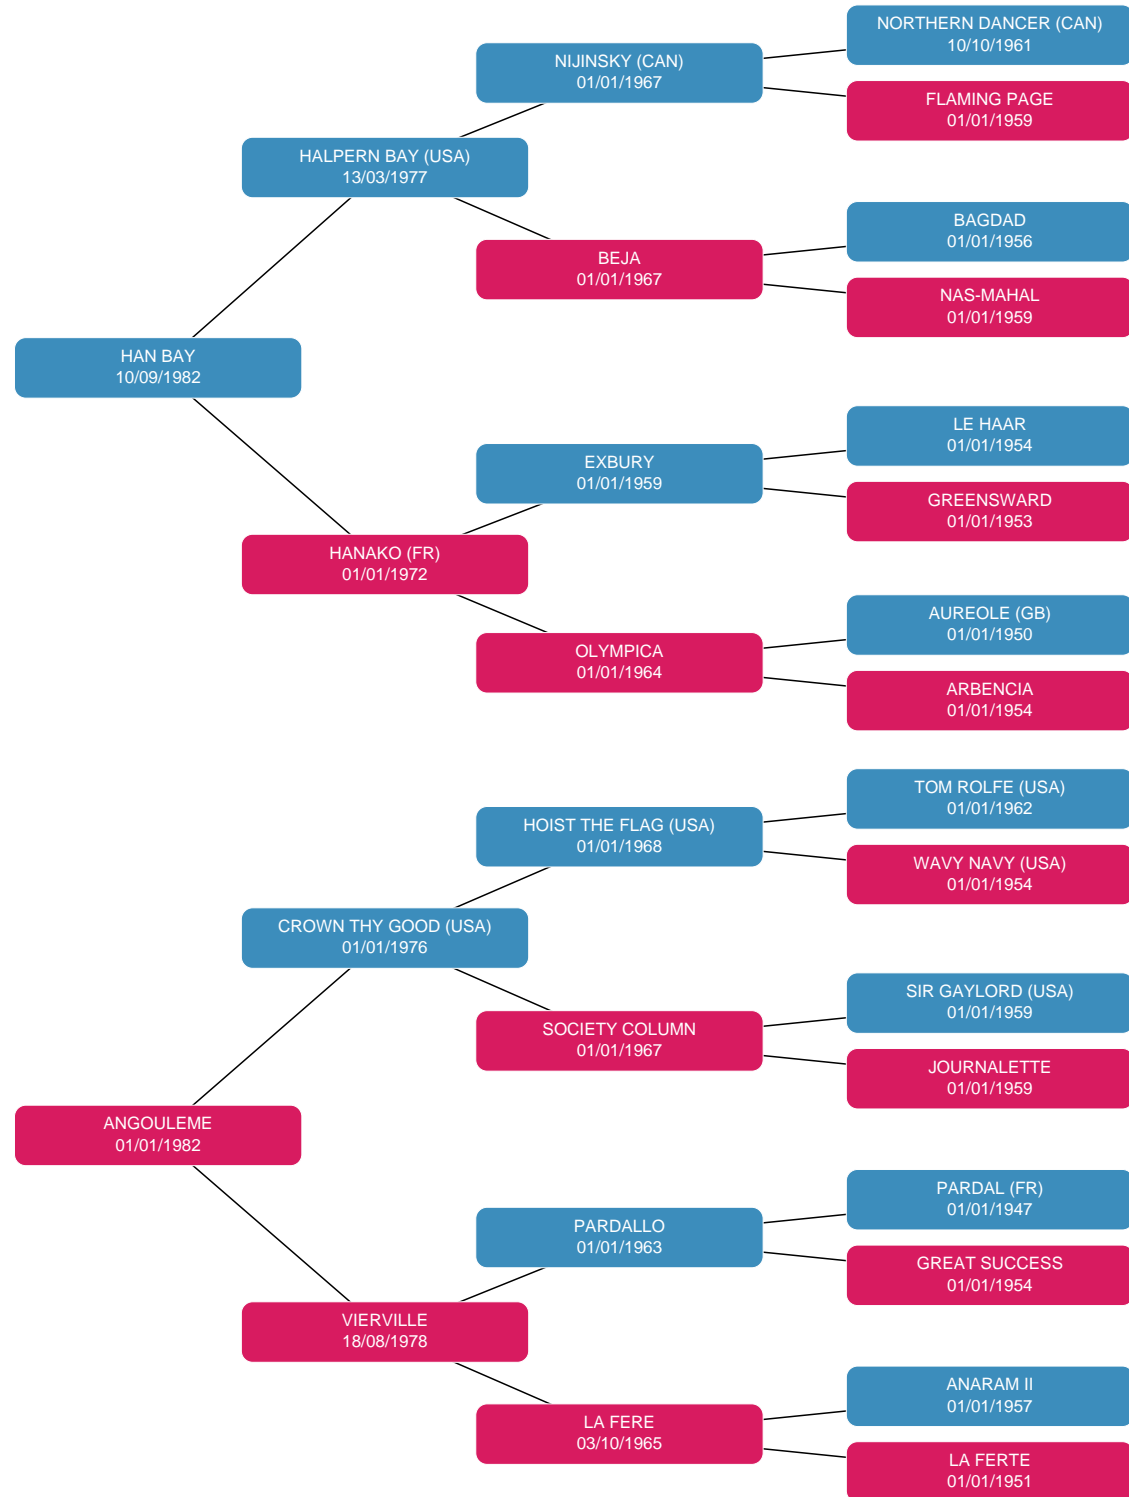 NORTHERN DANCER (CAN)
10/10/1961
NIJINSKY (CAN)
01/01/1967
FLAMING PAGE
01/01/1959
HALPERN BAY (USA)
13/03/1977
BAGDAD
01/01/1956
BEJA
01/01/1967
NAS-MAHAL
01/01/1959
HAN BAY
10/09/1982
LE HAAR
01/01/1954
EXBURY
01/01/1959
GREENSWARD
01/01/1953
HANAKO (FR)
01/01/1972
AUREOLE (GB)
01/01/1950
OLYMPICA
01/01/1964
ARBENCIA
01/01/1954
TOM ROLFE (USA)
01/01/1962
HOIST THE FLAG (USA)
01/01/1968
WAVY NAVY (USA)
01/01/1954
CROWN THY GOOD (USA)
01/01/1976
SIR GAYLORD (USA)
01/01/1959
SOCIETY COLUMN
01/01/1967
JOURNALETTE
01/01/1959
ANGOULEME
01/01/1982
PARDAL (FR)
01/01/1947
PARDALLO
01/01/1963
GREAT SUCCESS
01/01/1954
VIERVILLE
18/08/1978
ANARAM II
01/01/1957
LA FERE
03/10/1965
LA FERTE
01/01/1951